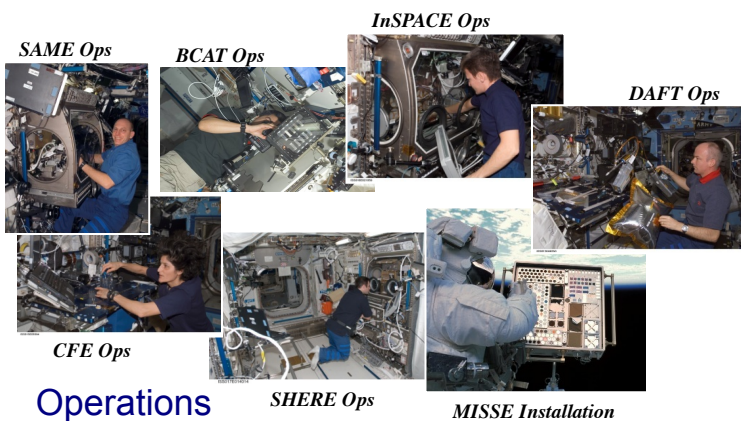 InSPACE Ops
SAME Ops
BCAT Ops
DAFT Ops
CFE Ops
SHERE Ops
MISSE Installation
Operations